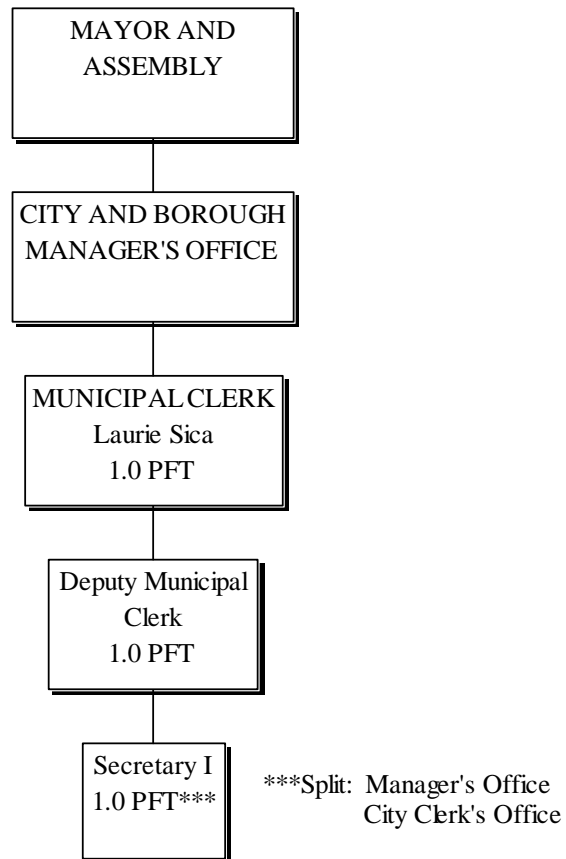 MAYOR AND
ASSEMBLY
CITY AND BOROUGH
MANAGER'S OFFICE
MUNICIPAL CLERK
Laurie Sica
1.0 PFT
Deputy Municipal
Clerk
1.0 PFT
Secretary I
1.0 PFT***
***Split: Manager's Office
City Clerk's Office